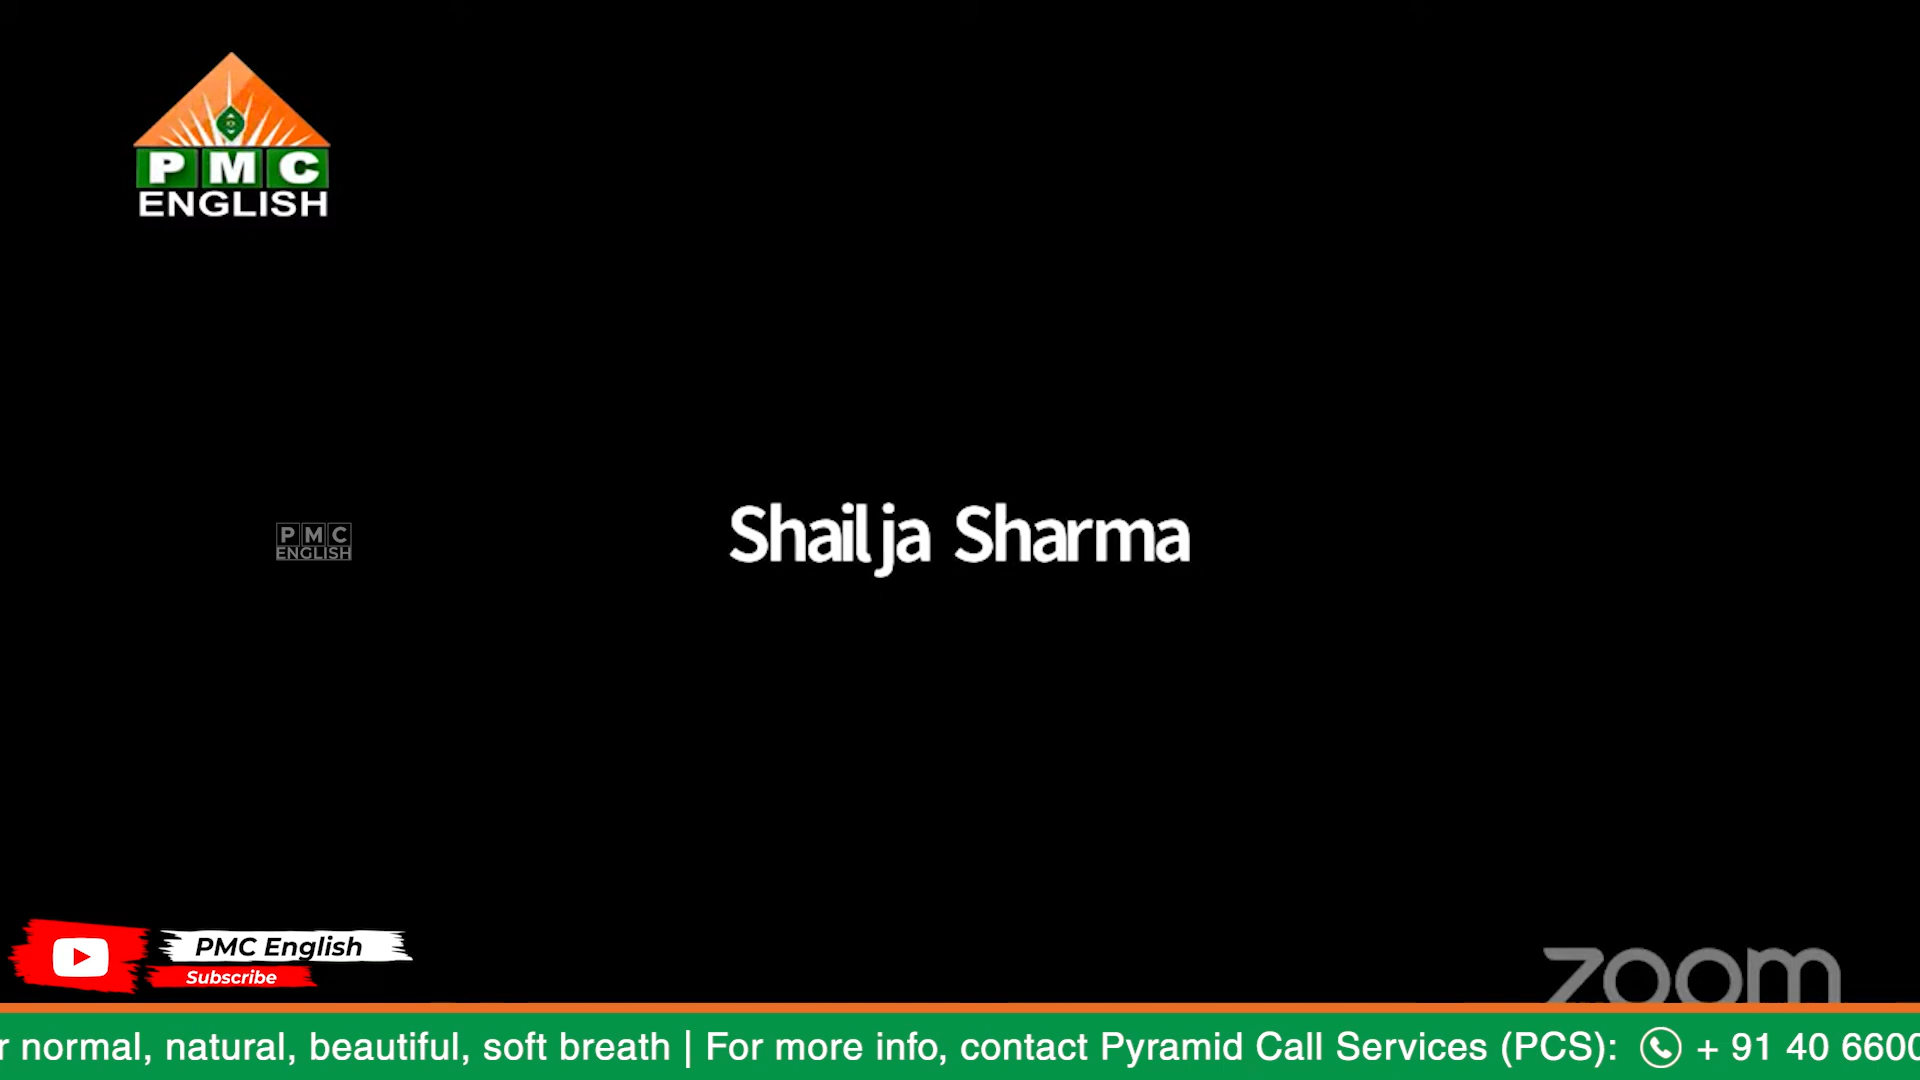 PMC
ENGLISH
PMC
ENGLISH
Shailja Sharma
PMC English
Subscribe
zoom
normal, natural, beautiful, soft breath | For more info, contact Pyramid Call Services (PCS): + 91 40 6600